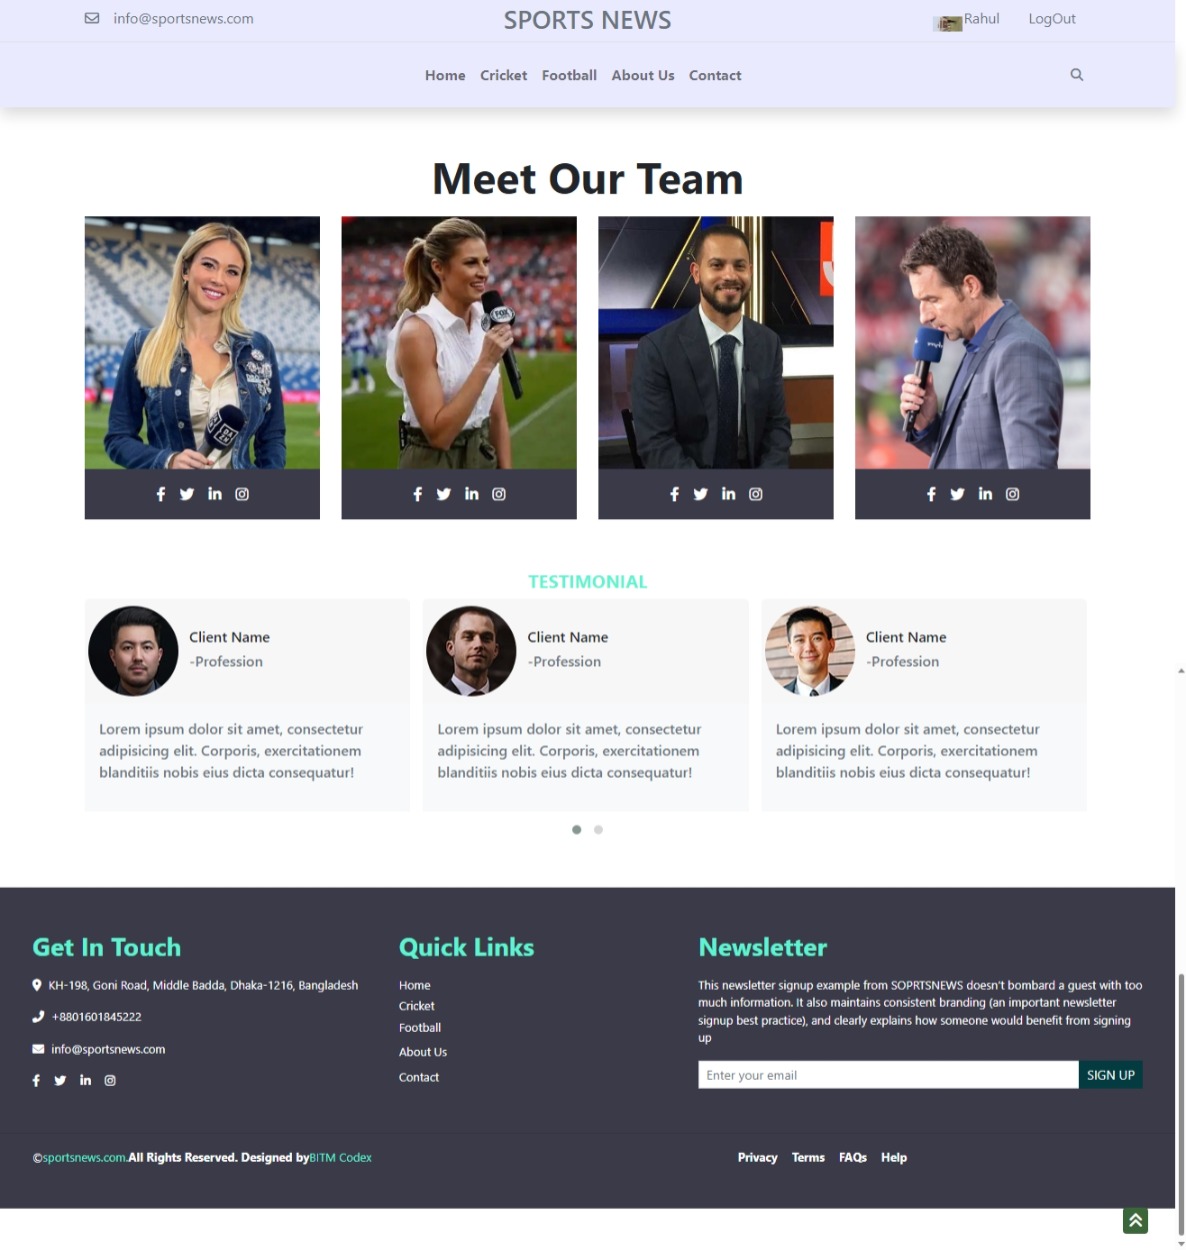 info@sportsnews.com SPORTS NEWS Rahul LogOut
Home Cricket Football About Us Contact
Meet Our Team
DAZN
FOX
TESTIMONIAL
Client Name
-Profession
Lorem ipsum dolor sit amet, consectetur
adipisicing elit. Corporis, exercitationem
blanditiis nobis eius dicta consequatur!
Client Name
-Profession
Lorem ipsum dolor sit amet, consectetur
adipisicing elit. Corporis, exercitationem
blanditiis nobis eius dicta consequatur!
Client Name
-Profession
Lorem ipsum dolor sit amet, consectetur
adipisicing elit. Corporis, exercitationem
blanditiis nobis eius dicta consequatur!
Get In Touch
KH-198, Goni Road, Middle Badda, Dhaka-1216, Bangladesh
+8801601845222
info@sportsnews.com
Quick Links
Home
Cricket
Football
About Us
Contact
Newsletter
This newsletter signup example from SOPRTSNEWS doesn't bombard a guest with too
much information. It also maintains consistent branding (an important newsletter
signup best practice), and clearly explains how someone would benefit from signing
up
Enter your email SIGN UP
©sportsnews.com.All Rights Reserved. Designed byBITM Codex
Privacy Terms FAQs Help